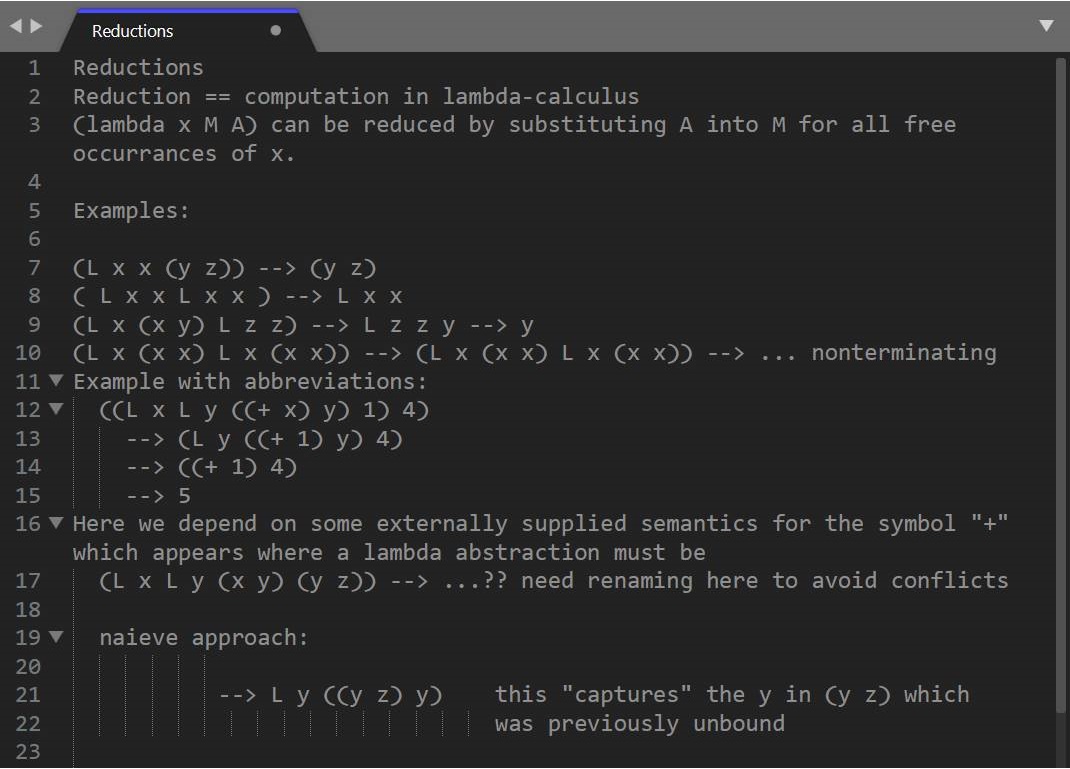 Reductions
1 Reductions
2 Reduction == computation in lambda-calculus
3 (lambda x M A) can be reduced by substituting A into M for all free
occurrances of x.
4
5 Examples:
6
7 (L x x (y z)) --> (y z)
8 ( L x x L x x ) --> L x x
9 (L x (x y) L z z) --> L z z y --> y
10 (L x (x x) L x (x x)) --> (L x (x x) L x (x x)) --> ... nonterminating
11 Example with abbreviations:
12 ((L x L y ((+ x) y) 1) 4)
13 --> (L y ((+ 1) y) 4)
14 --> ((+ 1) 4)
15 --> 5
16 Here we depend on some externally supplied semantics for the symbol "+"
which appears where a lambda abstraction must be
17 (L x L y (x y) (y z)) --> ...?? need renaming here to avoid conflicts
18
19 naieve approach:
20
21 --> L y ((y z) y) this "captures" the y in (y z) which
22 was previously unbound
23